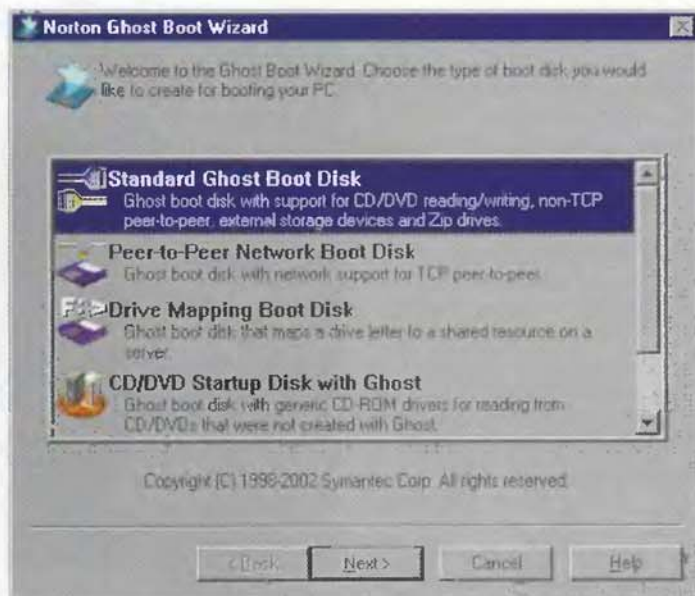 Norton Ghost Boot Wizard
Welcome to the Ghost Boot Wizard. Choose the type of boot disk you would
like to create for booting your PC.
Standard Ghost Boot Disk
Ghost boot disk with support for CD/DVD reading/writing, non-TCP
peer-to-peer, external storage devices and Zip drives.
Peer-to-Peer Network Boot Disk
Ghost boot disk with network support for TCP peer-to-peer.
Drive Mapping Boot Disk
Ghost boot disk that maps a drive letter to a shared resource on a
server.
CD/DVD Startup Disk with Ghost
Ghost boot disk with generic CD-ROM drivers for reading from
CD/DVDs that were not created with Ghost.
Copyright (C) 1998-2002 Symantec Corp. All rights reserved.
< Back
Next >
Cancel
Help